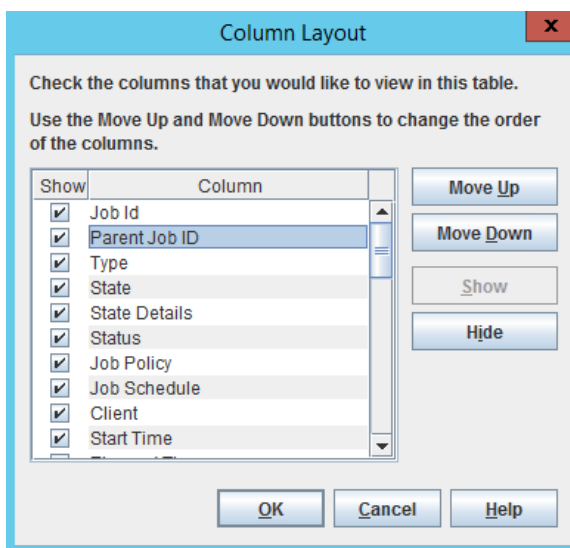 Column Layout
x
Check the columns that you would like to view in this table.
Use the Move Up and Move Down buttons to change the order
of the columns.
Show Column
Job Id
Parent Job ID
Type
State
State Details
Status
Job Policy
Job Schedule
Client
Start Time
Move Up
Move Down
Show
Hide
OK Cancel Help